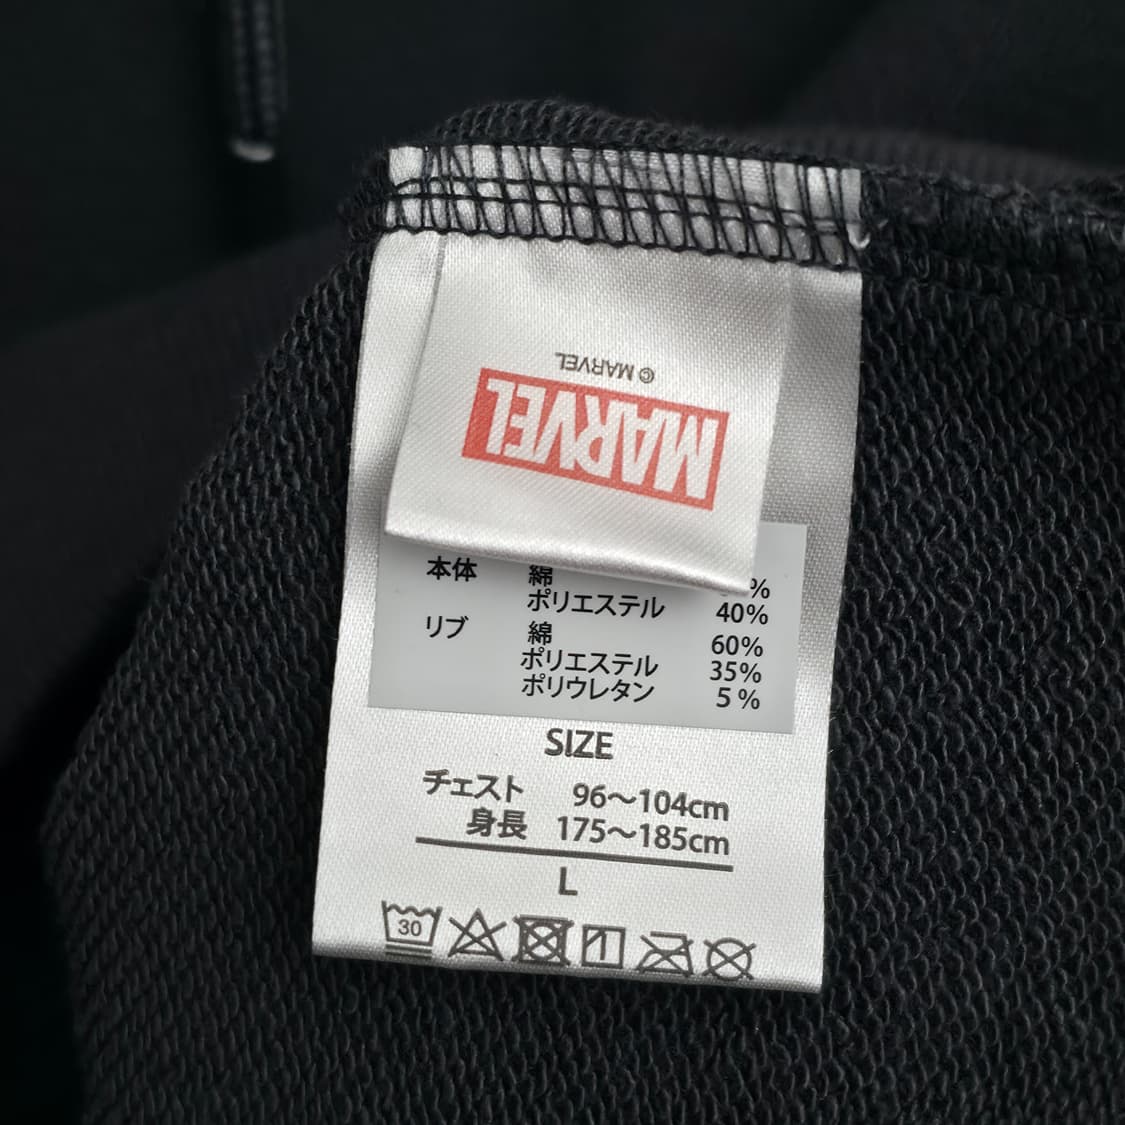 © MARVEL
MARVEL
本体 綿 %
ポリエステル 40%
リブ 綿 60%
ポリエステル 35%
ポリウレタン 5%
SIZE
チェスト 96～104cm
身長 175～185cm
L
30